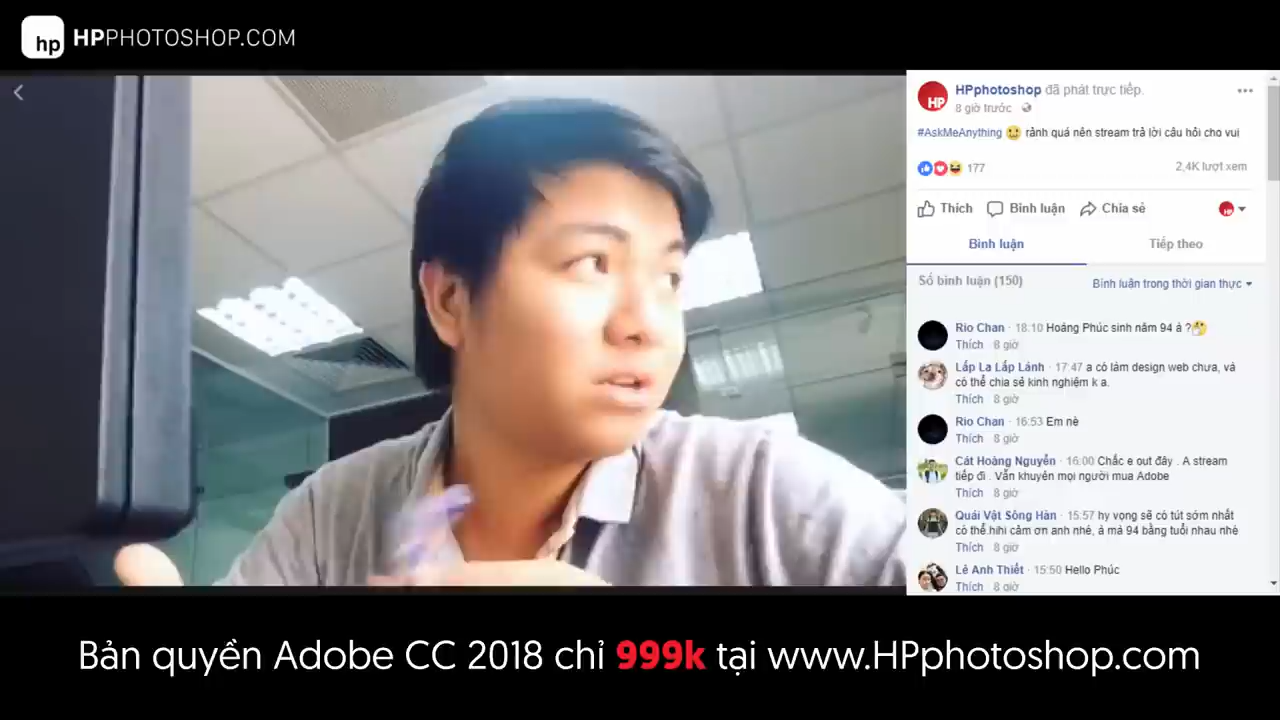 hp HPPHOTOSHOP.COM
HP HPphotoshop đã phát trực tiếp.
8 giờ trước
#AskMeAnything rảnh quá nên stream trả lời câu hỏi cho vui
177 2,4K lượt xem
Thích Bình luận Chia sẻ
Bình luận Tiếp theo
Số bình luận (150) Bình luận trong thời gian thực
Rio Chan · 18:10 Hoàng Phúc sinh năm 94 à ?
Thích 8 giờ
Lấp La Lấp Lánh · 17:47 a có làm design web chưa, và
có thể chia sẻ kinh nghiệm k a.
Thích 8 giờ
Rio Chan · 16:53 Em nè
Thích 8 giờ
Cát Hoàng Nguyễn · 16:00 Chắc e out đây . A stream
tiếp đi . Vẫn khuyên mọi người mua Adobe
Thích 8 giờ
Quái Vật Sông Hàn · 15:57 hy vọng sẽ có tút sớm nhất
có thể.hihi cảm ơn anh nhé, à mà 94 bằng tuổi nhau nhé
Thích 8 giờ
Lê Anh Thiết · 15:50 Hello Phúc
Thích 8 giờ
Bản quyền Adobe CC 2018 chỉ 999k tại www.HPphotoshop.com